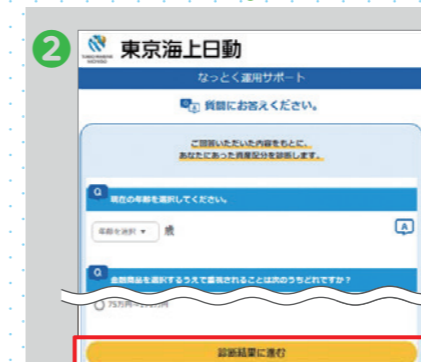 2
東京海上日動
なっとく運用サポート
Q A 質問にお答えください。
ご回答いただいた内容をもとに、
あなたにあった資産配分を診断します。
Q 現在の年齢を選択してください。
年齢を選択 ▼ 歳
A
Q 金融商品を選択するうえで重視されることは次のうちどれですか？
診断結果に進む